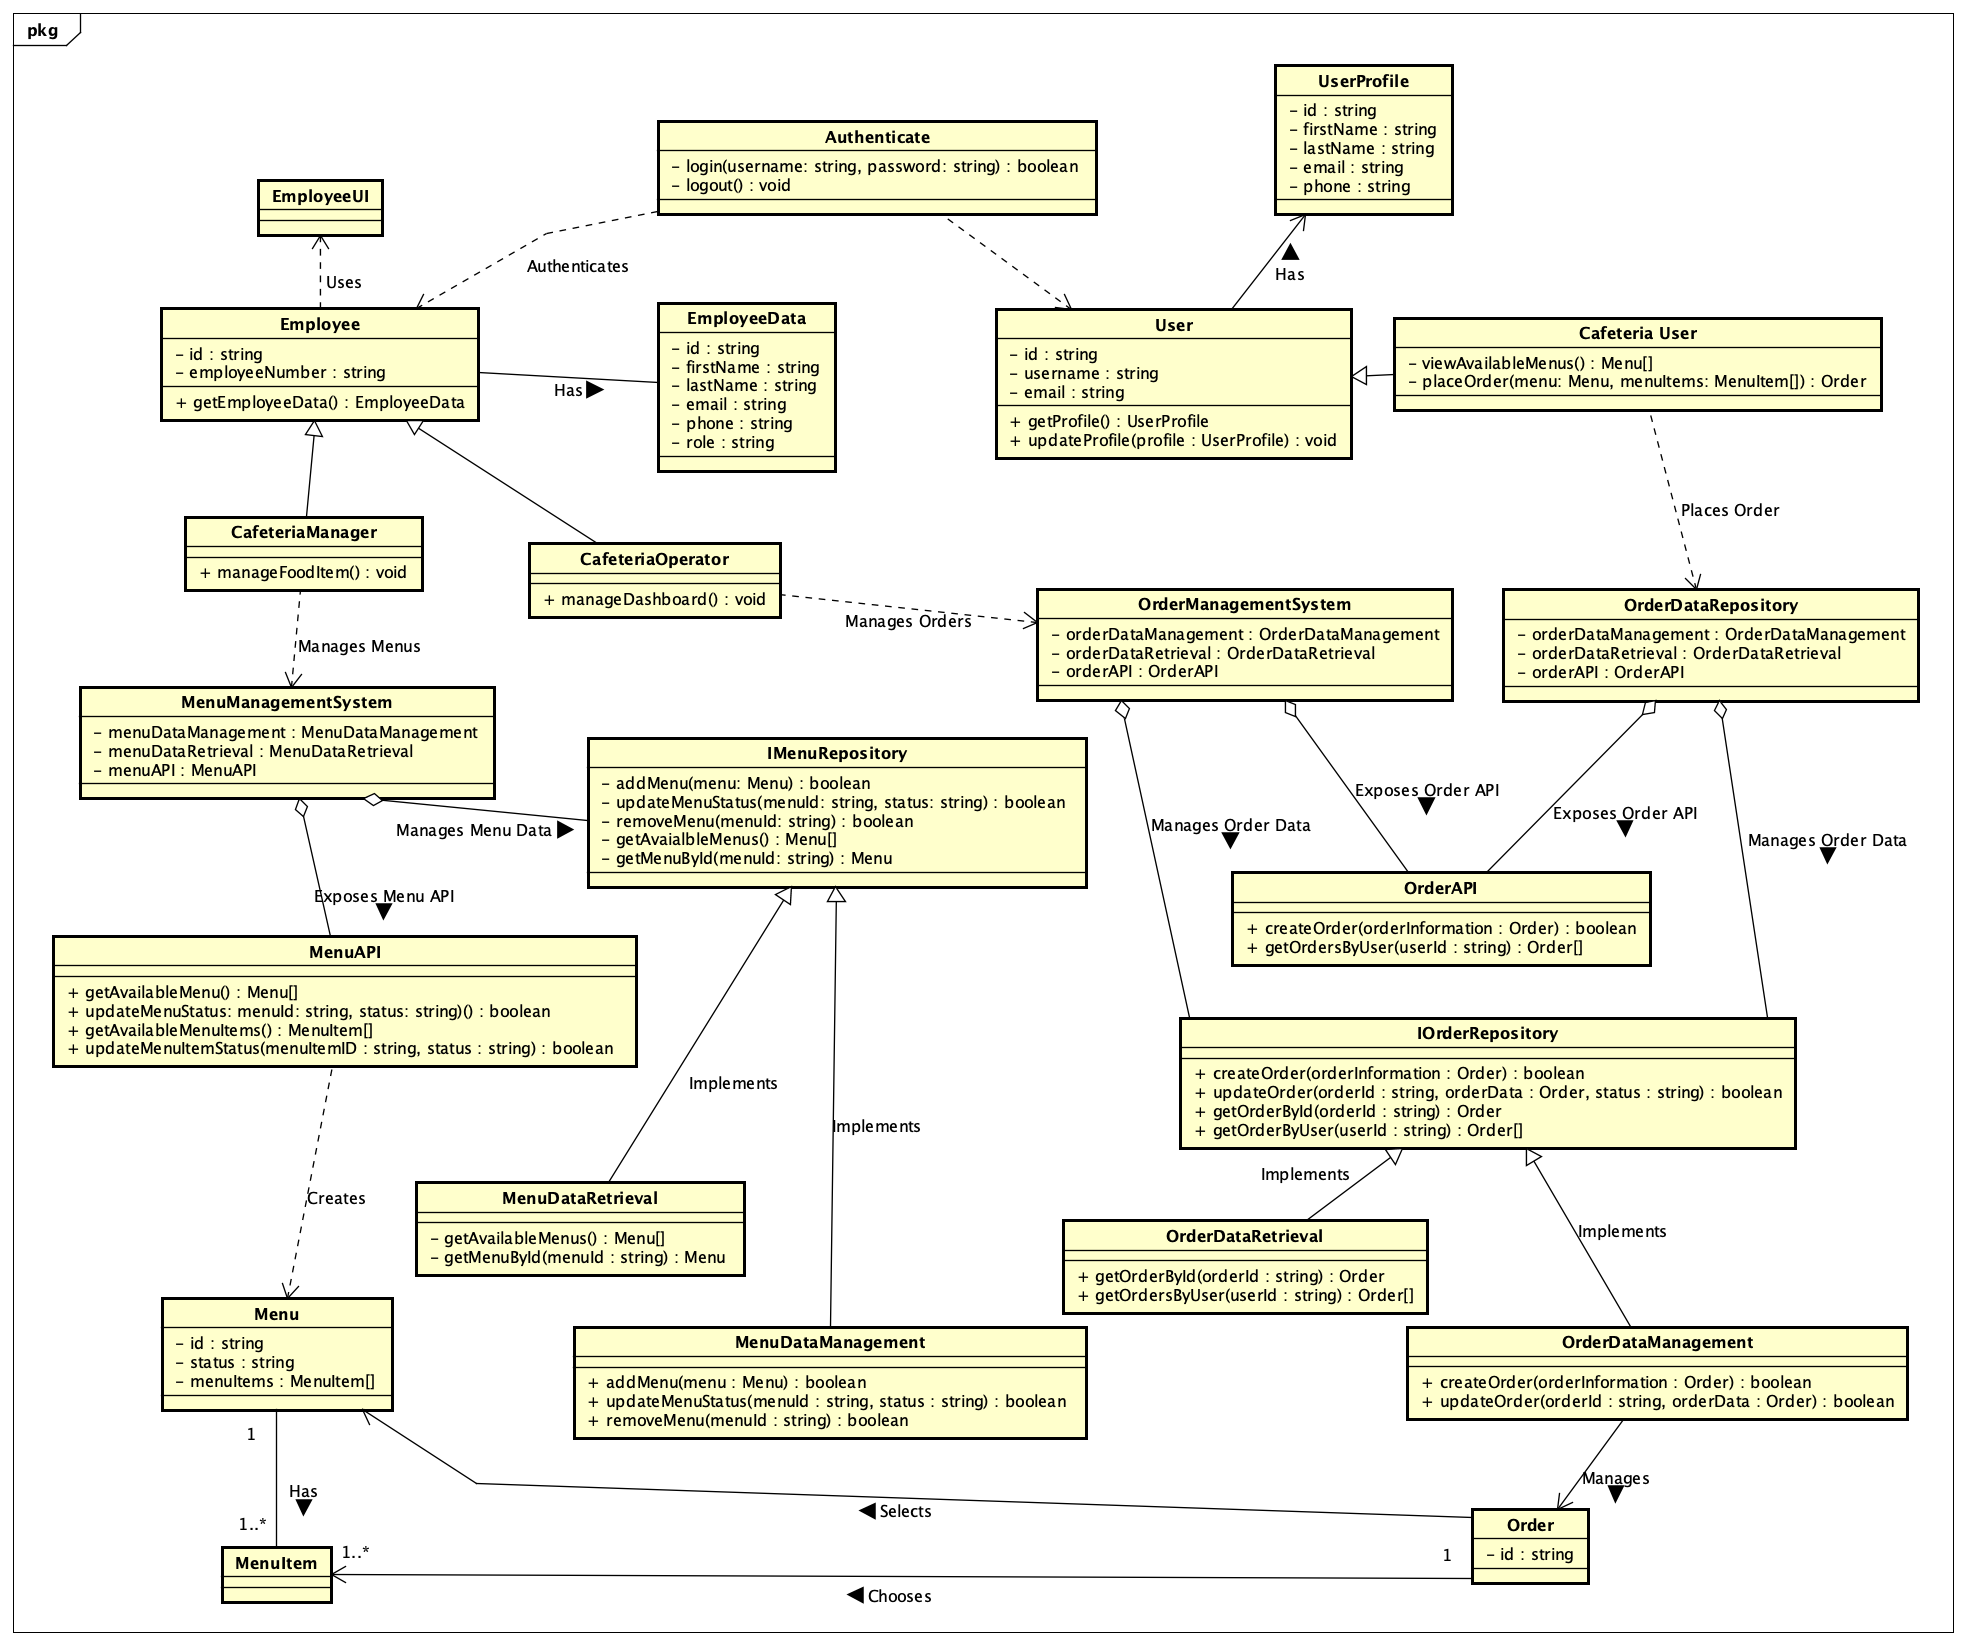 pkg
UserProfile
– id : string
– firstName : string
– lastName : string
– email : string
– phone : string
Authenticate
– login(username: string, password: string) : boolean
– logout() : void
EmployeeUI
Uses
Authenticates
Has
Employee
– id : string
– employeeNumber : string
+ getEmployeeData() : EmployeeData
Has
EmployeeData
– id : string
– firstName : string
– lastName : string
– email : string
– phone : string
– role : string
User
– id : string
– username : string
– email : string
+ getProfile() : UserProfile
+ updateProfile(profile : UserProfile) : void
Cafeteria User
– viewAvailableMenus() : Menu[]
– placeOrder(menu: Menu, menuItems: MenuItem[]) : Order
Places Order
CafeteriaManager
+ manageFoodItem() : void
CafeteriaOperator
+ manageDashboard() : void
Manages Menus
Manages Orders
OrderManagementSystem
– orderDataManagement : OrderDataManagement
– orderDataRetrieval : OrderDataRetrieval
– orderAPI : OrderAPI
OrderDataRepository
– orderDataManagement : OrderDataManagement
– orderDataRetrieval : OrderDataRetrieval
– orderAPI : OrderAPI
MenuManagementSystem
– menuDataManagement : MenuDataManagement
– menuDataRetrieval : MenuDataRetrieval
– menuAPI : MenuAPI
Manages Menu Data
IMenuRepository
– addMenu(menu: Menu) : boolean
– updateMenuStatus(menuId: string, status: string) : boolean
– removeMenu(menuId: string) : boolean
– getAvaialbleMenus() : Menu[]
– getMenuById(menuId: string) : Menu
Manages Order Data
Exposes Order API
Exposes Order API
Manages Order Data
Exposes Menu API
OrderAPI
+ createOrder(orderInformation : Order) : boolean
+ getOrdersByUser(userId : string) : Order[]
MenuAPI
+ getAvailableMenu() : Menu[]
+ updateMenuStatus: menuId: string, status: string)() : boolean
+ getAvailableMenuItems() : MenuItem[]
+ updateMenuItemStatus(menuItemID : string, status : string) : boolean
IOrderRepository
+ createOrder(orderInformation : Order) : boolean
+ updateOrder(orderId : string, orderData : Order, status : string) : boolean
+ getOrderById(orderId : string) : Order
+ getOrderByUser(userId : string) : Order[]
Implements
Implements
Implements
Implements
Creates
MenuDataRetrieval
– getAvailableMenus() : Menu[]
– getMenuById(menuId : string) : Menu
OrderDataRetrieval
+ getOrderById(orderId : string) : Order
+ getOrdersByUser(userId : string) : Order[]
Menu
– id : string
– status : string
– menuItems : MenuItem[]
MenuDataManagement
+ addMenu(menu : Menu) : boolean
+ updateMenuStatus(menuId : string, status : string) : boolean
+ removeMenu(menuId : string) : boolean
OrderDataManagement
+ createOrder(orderInformation : Order) : boolean
+ updateOrder(orderId : string, orderData : Order) : boolean
1
Has
1..*
Selects
Manages
Order
– id : string
MenuItem
1..*
1
Chooses